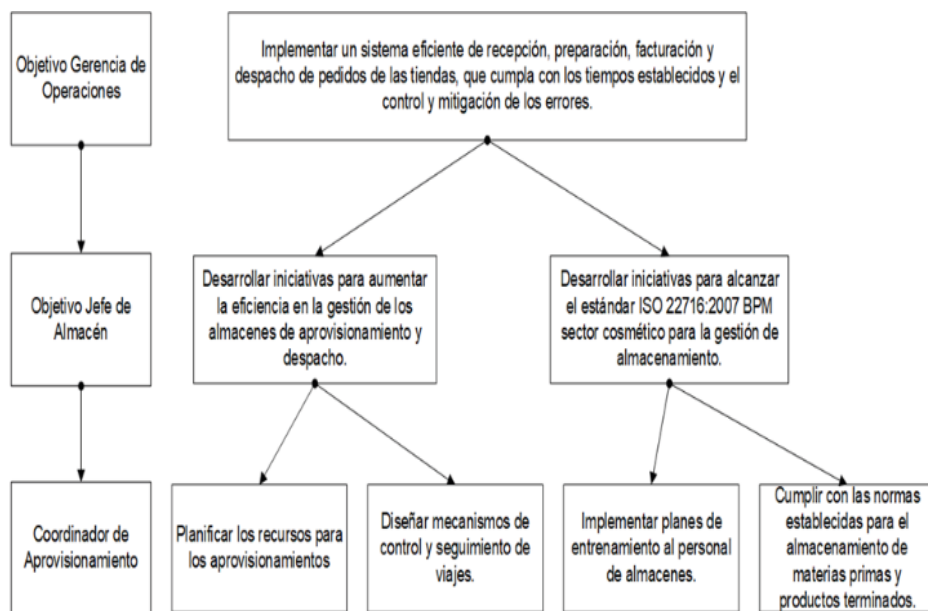 Objetivo Gerencia de
Operaciones
Implementar un sistema eficiente de recepción, preparación, facturación y
despacho de pedidos de las tiendas, que cumpla con los tiempos establecidos y el
control y mitigación de los errores.
Objetivo Jefe de
Almacén
Desarrollar iniciativas para aumentar
la eficiencia en la gestión de los
almacenes de aprovisionamiento y
despacho.
Desarrollar iniciativas para alcanzar
el estándar ISO 22716:2007 BPM
sector cosmético para la gestión de
almacenamiento.
Coordinador de
Aprovisionamiento
Planificar los recursos para
los aprovisionamientos
Diseñar mecanismos de
control y seguimiento de
viajes.
Implementar planes de
entrenamiento al personal
de almacenes.
Cumplir con las normas
establecidas para el
almacenamiento de
materias primas y
productos terminados.